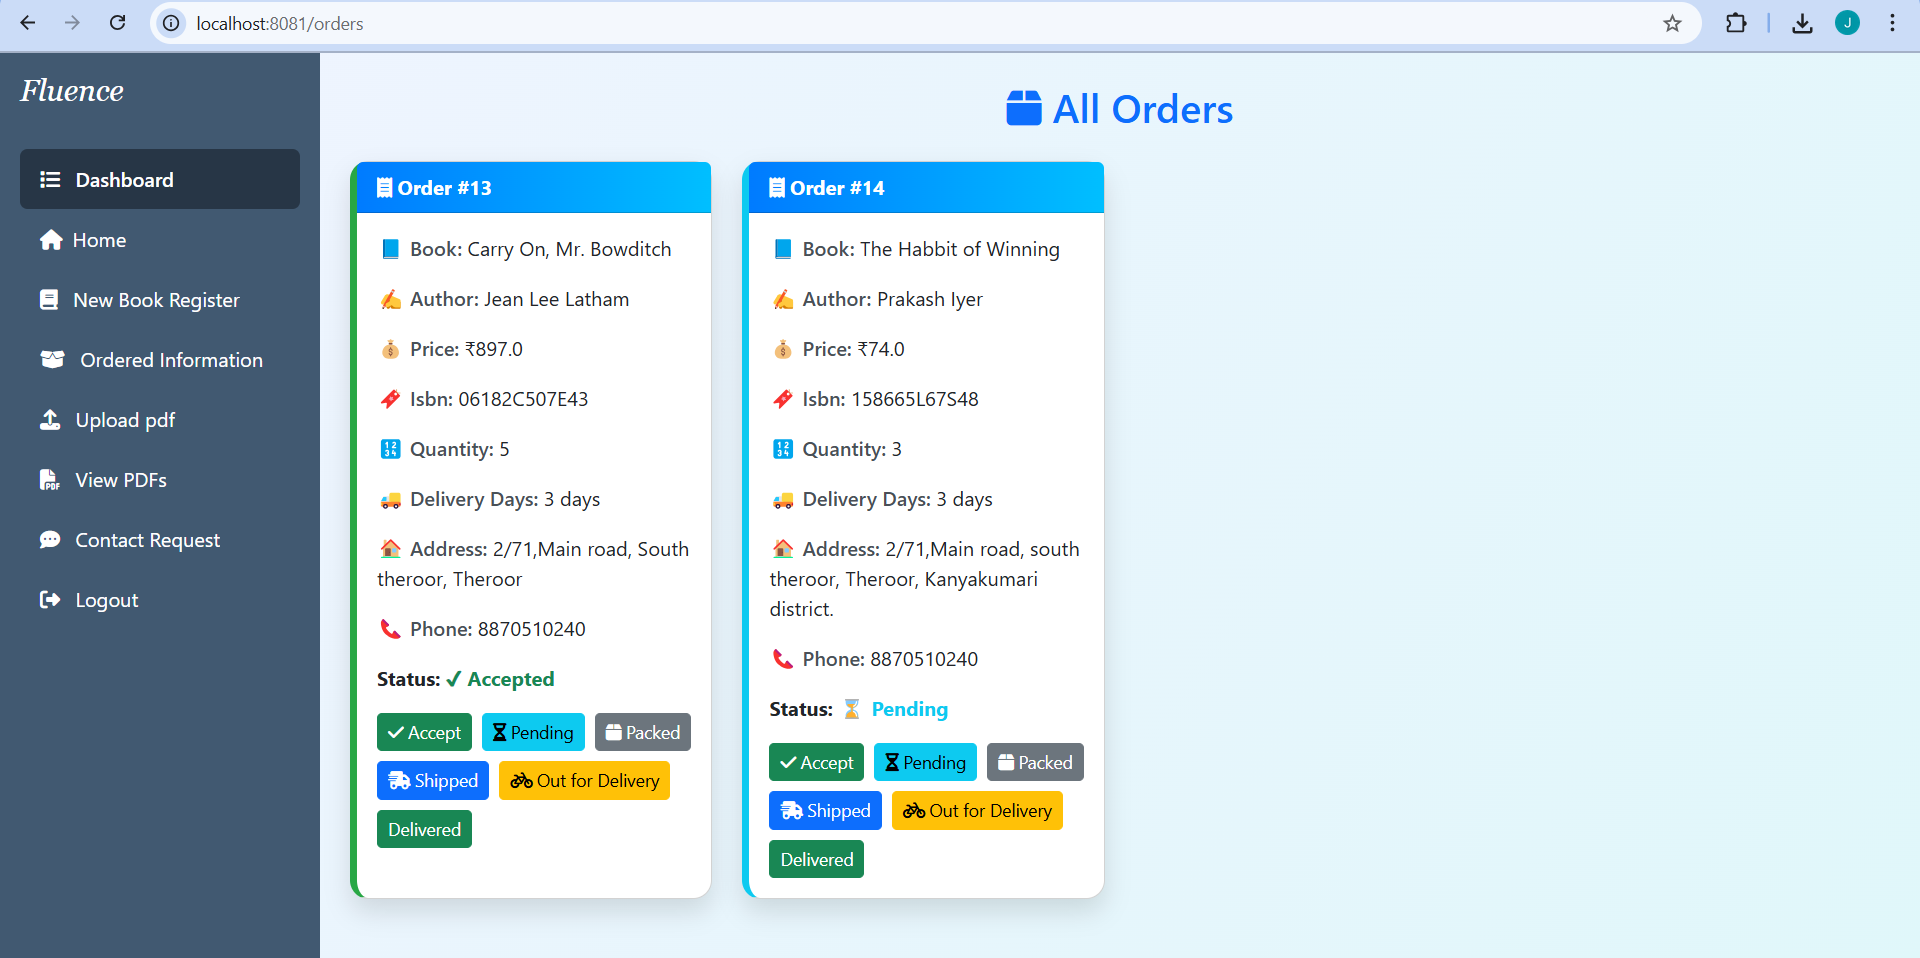 localhost:8081/orders
Fluence
Dashboard
Home
New Book Register
Ordered Information
Upload pdf
View PDFs
Contact Request
Logout
All Orders
Order #13
Book: Carry On, Mr. Bowditch
Author: Jean Lee Latham
Price: ₹897.0
Isbn: 06182C507E43
Quantity: 5
Delivery Days: 3 days
Address: 2/71,Main road, South
theroor, Theroor
Phone: 8870510240
Status: ✔ Accepted
Accept Pending Packed
Shipped Out for Delivery
Delivered
Order #14
Book: The Habbit of Winning
Author: Prakash Iyer
Price: ₹74.0
Isbn: 158665L67S48
Quantity: 3
Delivery Days: 3 days
Address: 2/71,Main road, south
theroor, Theroor, Kanyakumari
district.
Phone: 8870510240
Status: ⏳ Pending
Accept Pending Packed
Shipped Out for Delivery
Delivered
J